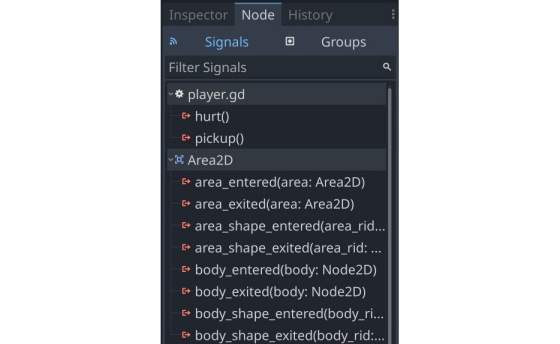 Inspector Node History
Signals Groups
Filter Signals
player.gd
hurt()
pickup()
Area2D
area_entered(area: Area2D)
area_exited(area: Area2D)
area_shape_entered(area_rid...
area_shape_exited(area_rid: ...
body_entered(body: Node2D)
body_exited(body: Node2D)
body_shape_entered(body_ri...
body_shape_exited(body_rid:...